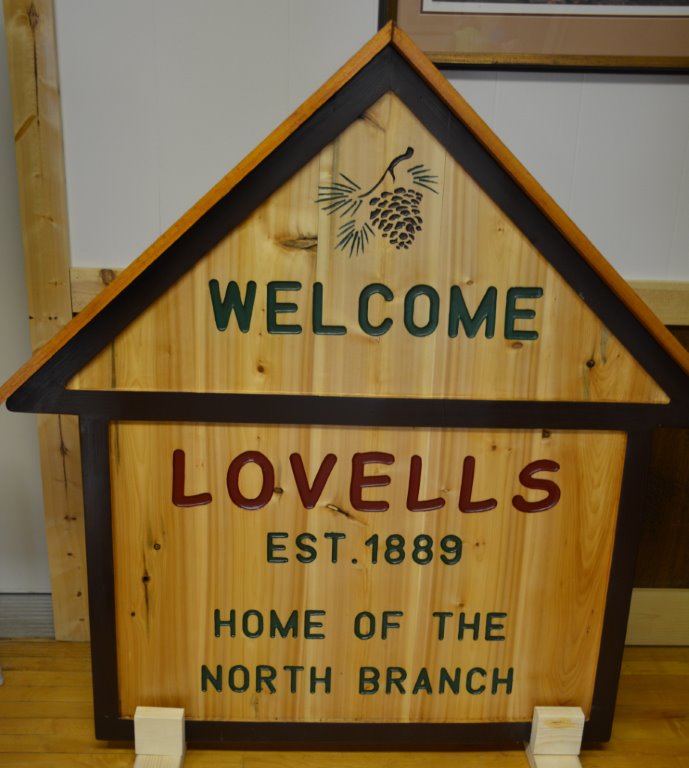 WELCOME
LOVELLS
EST.1889
HOME OF THE
NORTH BRANCH